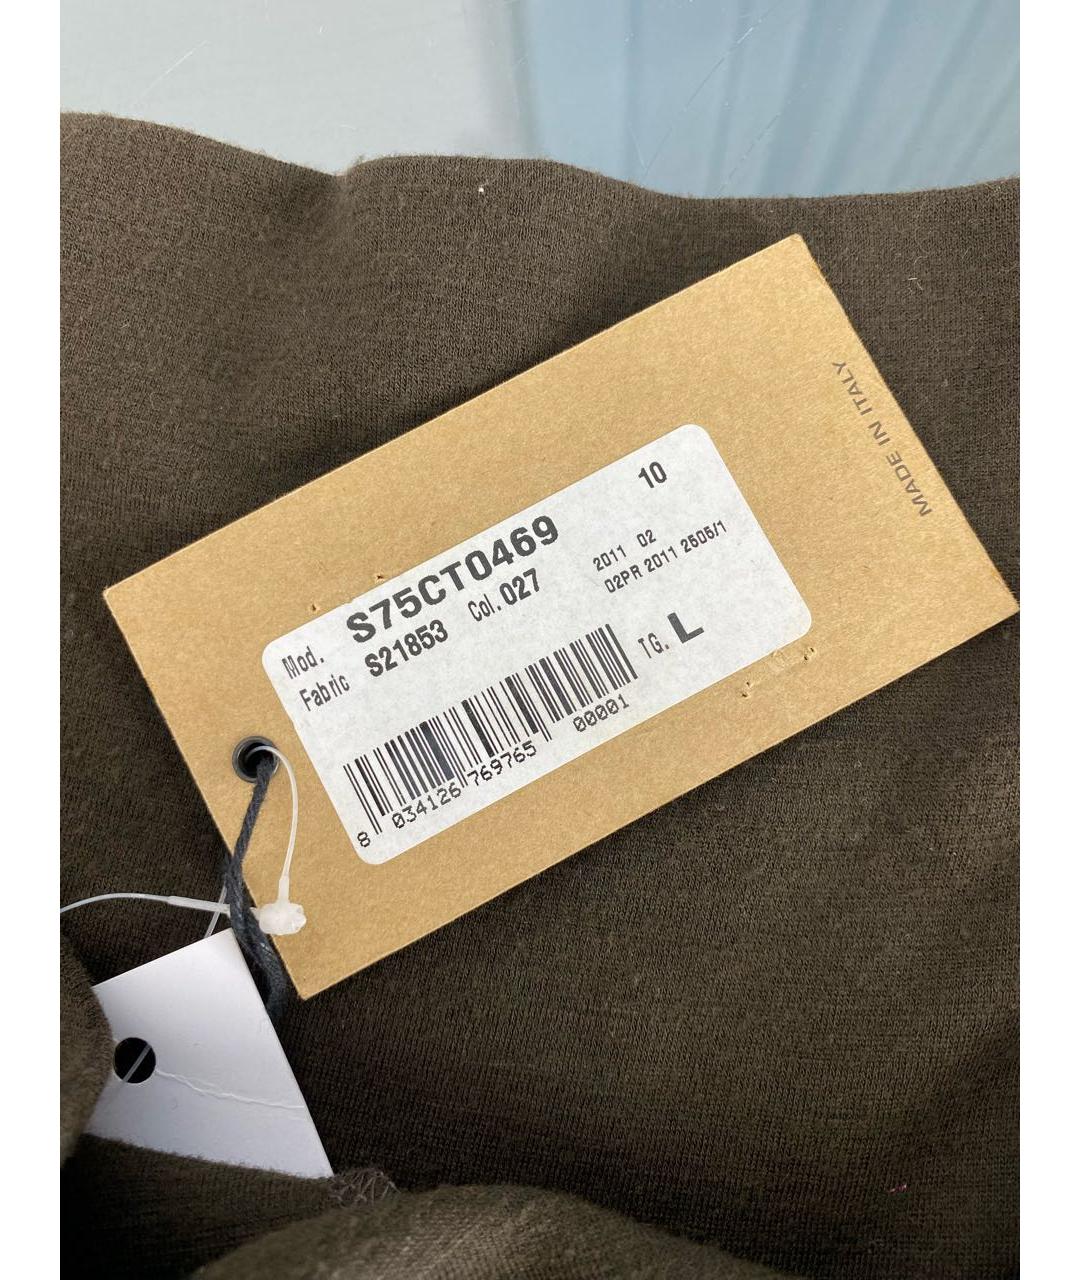 10
Mod. S75CT0469
Fabric S21853 Col. 027
2011 02
02PR 2011 2505/1
TG. L
8 034126 769765 00001
MADE IN ITALY